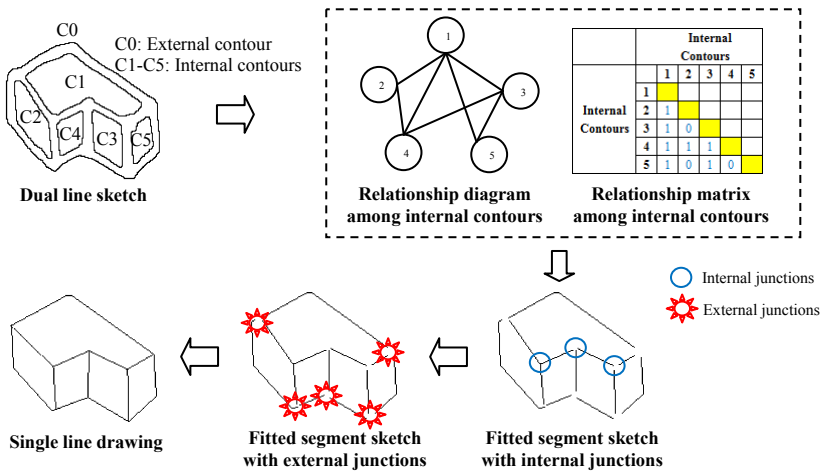 C0
C0: External contour
C1-C5: Internal contours
C1
C2
C4
C3
C5
Dual line sketch
1
2
3
4
5
Relationship diagram
among internal contours
Internal
Contours
1 2 3 4 5
1
2 1
Internal
Contours
3 1 0
4 1 1 1
5 1 0 1 0
Relationship matrix
among internal contours
Internal junctions
External junctions
Single line drawing
Fitted segment sketch
with external junctions
Fitted segment sketch
with internal junctions